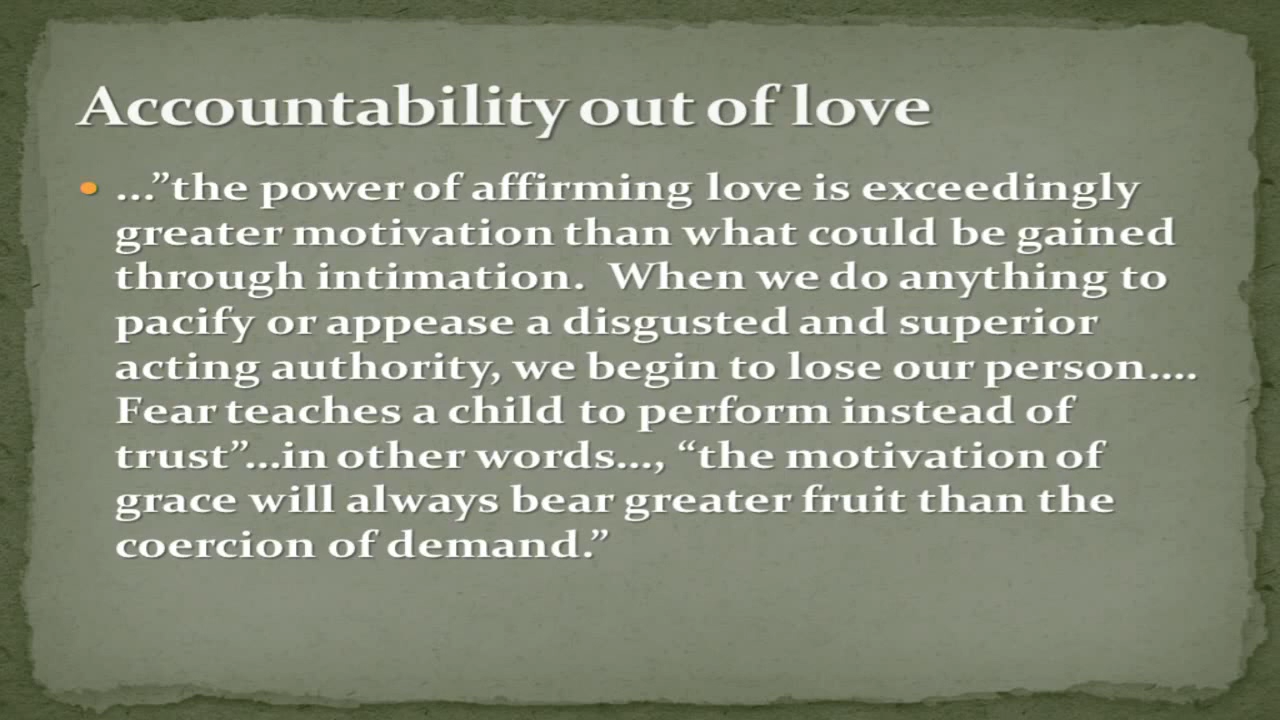 Accountability out of love
• ...”the power of affirming love is exceedingly
greater motivation than what could be gained
through intimation.  When we do anything to
pacify or appease a disgusted and superior
acting authority, we begin to lose our person....
Fear teaches a child to perform instead of
trust”...in other words..., “the motivation of
grace will always bear greater fruit than the
coercion of demand.”